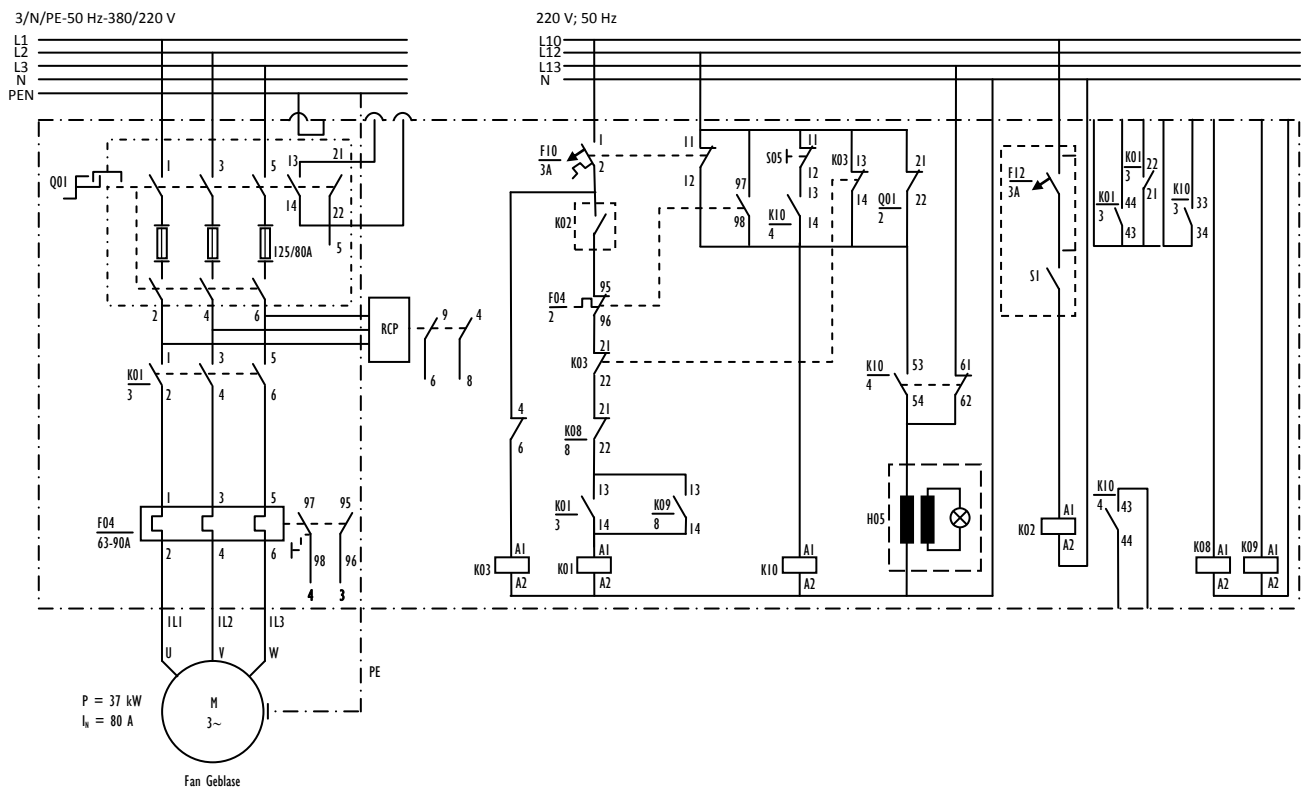 3/N/PE-50 Hz-380/220 V
220 V; 50 Hz
L1
L2
L3
N
PEN
L10
L12
L13
N
Q01
1
3
5
13
21
14
22
5
125/80A
2
4
6
RCP
9
4
6
8
K01
3
1
3
5
2
4
6
F04
63-90A
1
3
5
2
4
6
97
95
98
96
4
3
1L1
1L2
1L3
U
V
W
PE
P = 37 kW
IN = 80 A
M
3~
Fan Geblase
F10
3A
1
2
K02
F04
2
95
96
K03
21
22
K08
8
21
22
K01
3
13
14
K09
8
13
14
4
6
K03
A1
A2
K01
A1
A2
11
12
97
98
S05
11
12
K10
4
13
14
K03
13
14
Q01
2
21
22
K10
4
53
54
61
62
K10
A1
A2
H05
F12
3A
S1
K02
A1
A2
K01
3
44
43
K01
3
22
21
K10
3
33
34
K10
4
43
44
K08
A1
A2
K09
A1
A2